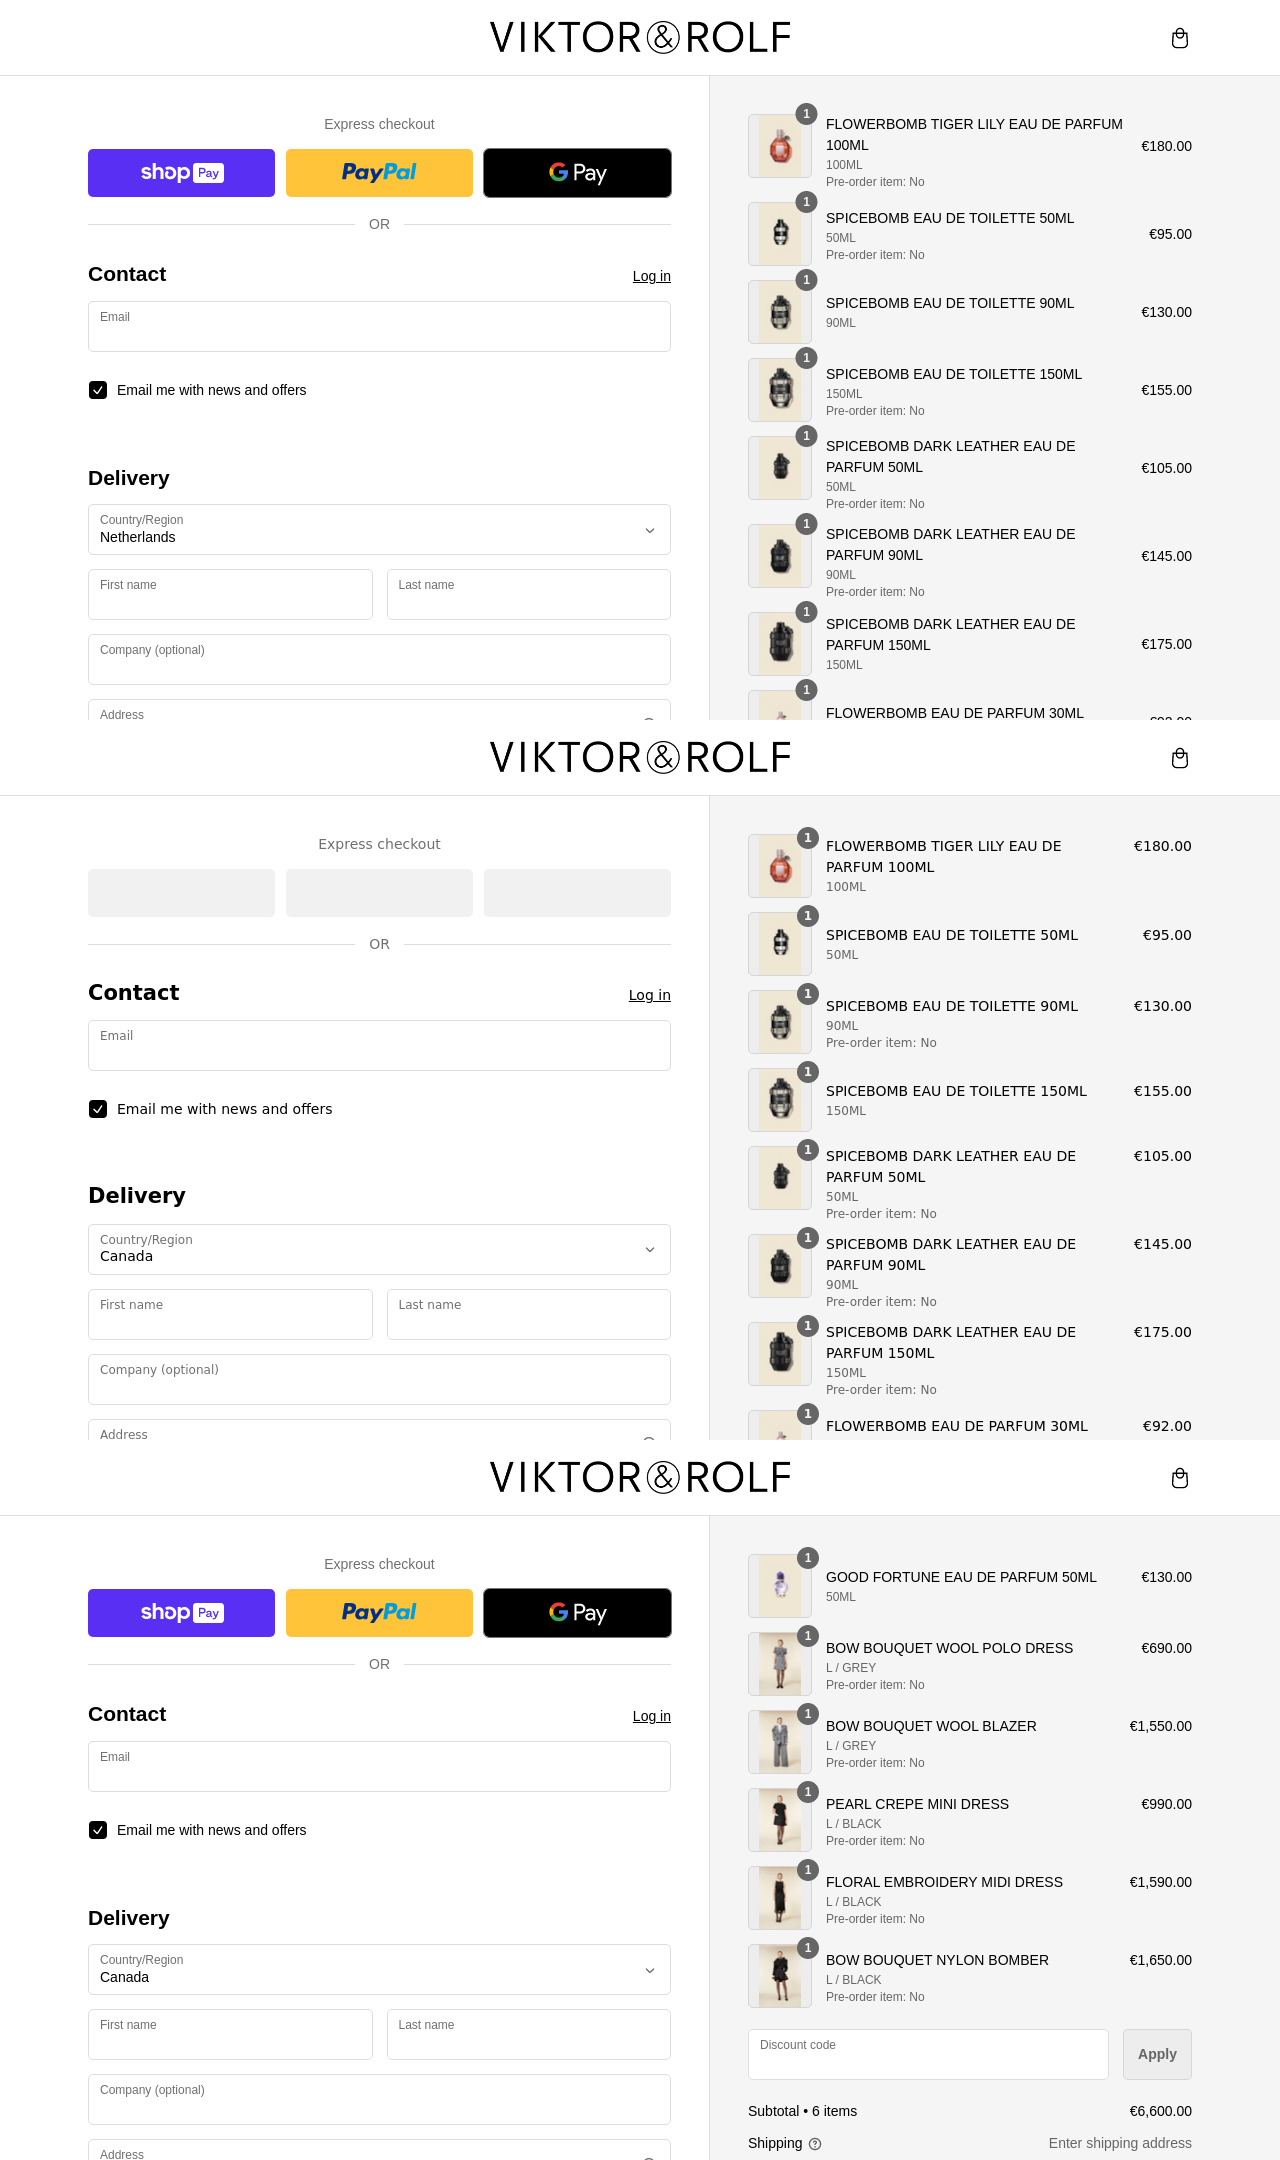 VIKTOR&ROLF
Express checkout
shop Pay
PayPal
G Pay
OR
Contact
Log in
Email
Email me with news and offers
Delivery
Country/Region
Netherlands
First name
Last name
Company (optional)
Address
1
FLOWERBOMB TIGER LILY EAU DE PARFUM
100ML
€180.00
100ML
Pre-order item: No
1
SPICEBOMB EAU DE TOILETTE 50ML
€95.00
50ML
Pre-order item: No
1
SPICEBOMB EAU DE TOILETTE 90ML
€130.00
90ML
1
SPICEBOMB EAU DE TOILETTE 150ML
€155.00
150ML
Pre-order item: No
1
SPICEBOMB DARK LEATHER EAU DE
PARFUM 50ML
€105.00
50ML
Pre-order item: No
1
SPICEBOMB DARK LEATHER EAU DE
PARFUM 90ML
€145.00
90ML
Pre-order item: No
1
SPICEBOMB DARK LEATHER EAU DE
PARFUM 150ML
€175.00
150ML
1
FLOWERBOMB EAU DE PARFUM 30ML
VIKTOR&ROLF
Express checkout
OR
Contact
Log in
Email
Email me with news and offers
Delivery
Country/Region
Canada
First name
Last name
Company (optional)
Address
1
FLOWERBOMB TIGER LILY EAU DE
€180.00
PARFUM 100ML
100ML
1
SPICEBOMB EAU DE TOILETTE 50ML
€95.00
50ML
1
SPICEBOMB EAU DE TOILETTE 90ML
€130.00
90ML
Pre-order item: No
1
SPICEBOMB EAU DE TOILETTE 150ML
€155.00
150ML
1
SPICEBOMB DARK LEATHER EAU DE
€105.00
PARFUM 50ML
50ML
Pre-order item: No
1
SPICEBOMB DARK LEATHER EAU DE
€145.00
PARFUM 90ML
90ML
Pre-order item: No
1
SPICEBOMB DARK LEATHER EAU DE
€175.00
PARFUM 150ML
150ML
Pre-order item: No
1
FLOWERBOMB EAU DE PARFUM 30ML
€92.00
VIKTOR&ROLF
Express checkout
shop Pay
PayPal
G Pay
OR
Contact
Log in
Email
Email me with news and offers
Delivery
Country/Region
Canada
First name
Last name
Company (optional)
Address
1
GOOD FORTUNE EAU DE PARFUM 50ML
€130.00
50ML
1
BOW BOUQUET WOOL POLO DRESS
€690.00
L / GREY
Pre-order item: No
1
BOW BOUQUET WOOL BLAZER
€1,550.00
L / GREY
Pre-order item: No
1
PEARL CREPE MINI DRESS
€990.00
L / BLACK
Pre-order item: No
1
FLORAL EMBROIDERY MIDI DRESS
€1,590.00
L / BLACK
Pre-order item: No
1
BOW BOUQUET NYLON BOMBER
€1,650.00
L / BLACK
Pre-order item: No
Discount code
Apply
Subtotal • 6 items
€6,600.00
Shipping
Enter shipping address